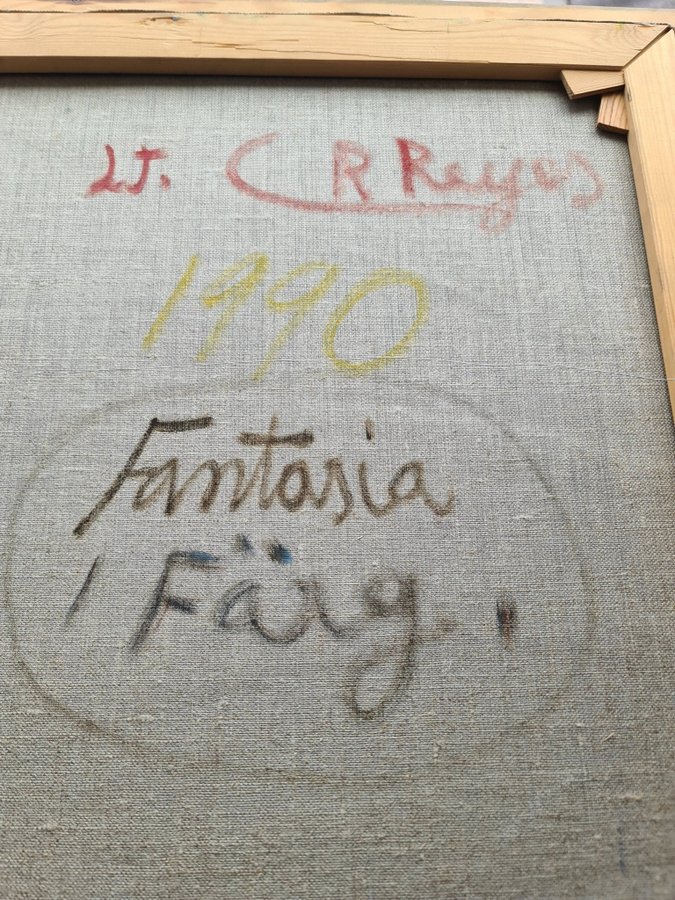 LJ. C R Reyes
1990
Fantasia
i Färg.